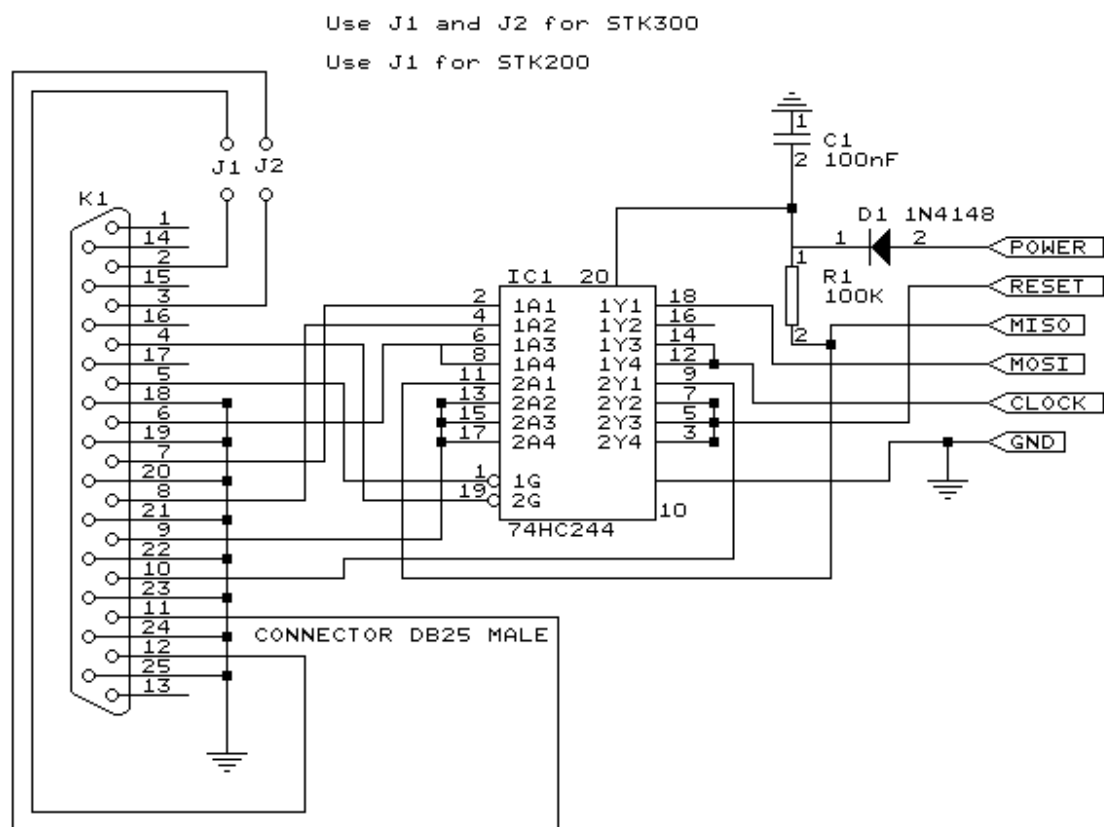 Use J1 and J2 for STK300
Use J1 for STK200
J1 J2
K1
1
14
2
15
3
16
4
17
5
18
6
19
7
20
8
21
9
22
10
23
11
24
12
25
13
CONNECTOR DB25 MALE
1
C1
2 100nF
D1 1N4148
1 2
POWER
1
R1
100K
2
RESET
MISO
MOSI
CLOCK
GND
IC1 20
2 1A1 1Y1 18
4 1A2 1Y2 16
6 1A3 1Y3 14
8 1A4 1Y4 12
11 2A1 2Y1 9
13 2A2 2Y2 7
15 2A3 2Y3 5
17 2A4 2Y4 3
1 1G
19 2G
10
74HC244